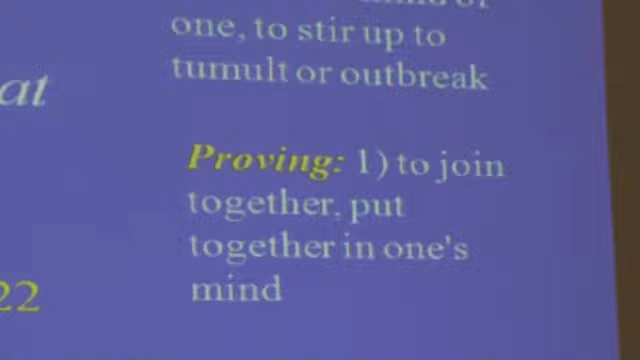 one, to stir up to
tumult or outbreak
at
Proving: 1) to join
together, put
together in one's
mind
22